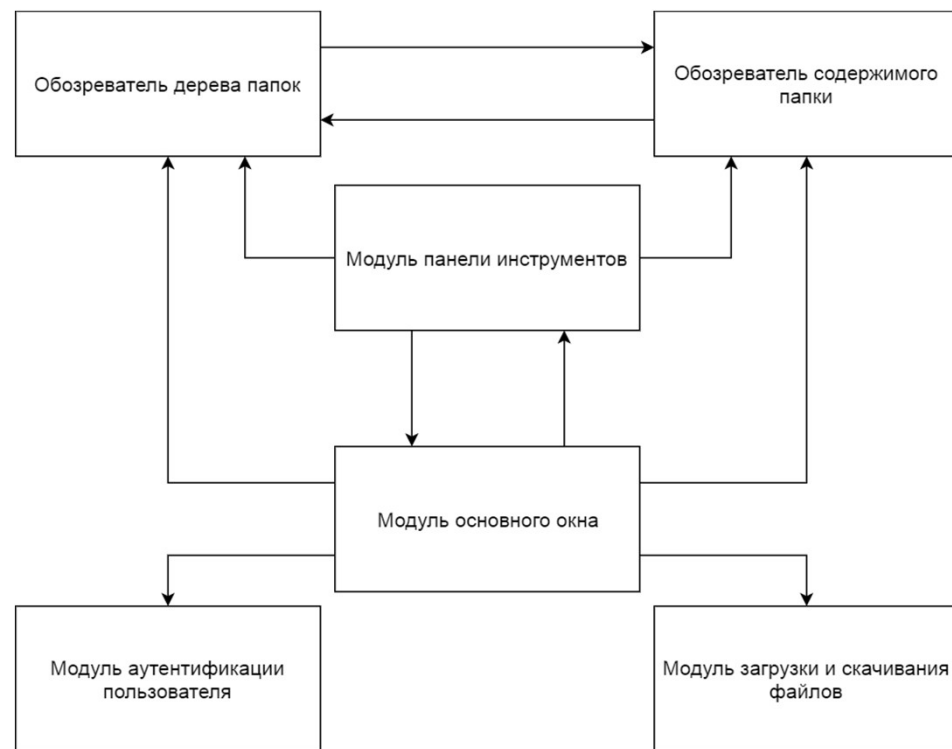 Обозреватель дерева папок
Обозреватель содержимого
папки
Модуль панели инструментов
Модуль основного окна
Модуль аутентификации
пользователя
Модуль загрузки и скачивания
файлов